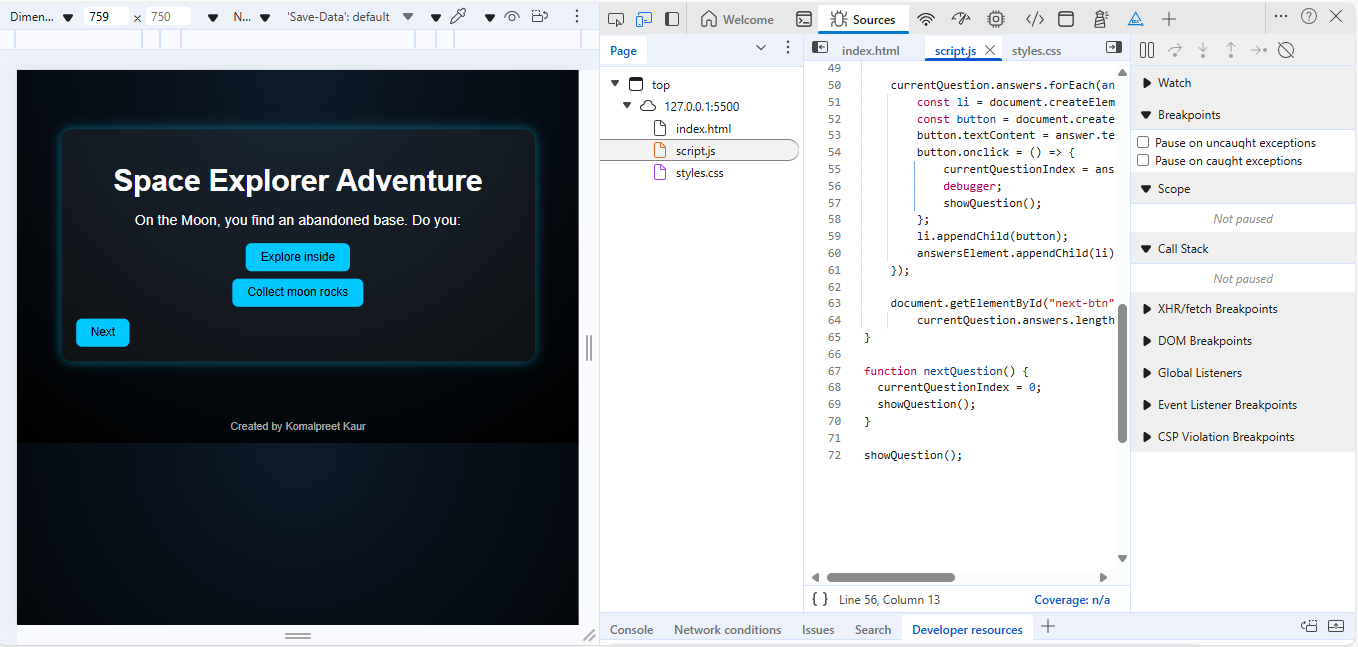 Dimen...
759
x
750
N...
'Save-Data': default
Space Explorer Adventure
On the Moon, you find an abandoned base. Do you:
Explore inside
Collect moon rocks
Next
Created by Komalpreet Kaur
Welcome
Sources
Page
top
127.0.0.1:5500
index.html
script.js
styles.css
index.html
script.js
styles.css
49
50 currentQuestion.answers.forEach(an
51 const li = document.createElem
52 const button = document.create
53 button.textContent = answer.te
54 button.onclick = () => {
55 currentQuestionIndex = ans
56 debugger;
57 showQuestion();
58 };
59 li.appendChild(button);
60 answersElement.appendChild(li)
61 });
62
63 document.getElementById("next-btn"
64 currentQuestion.answers.length
65 }
66
67 function nextQuestion() {
68 currentQuestionIndex = 0;
69 showQuestion();
70 }
71
72 showQuestion();
{ } Line 56, Column 13
Coverage: n/a
Watch
Breakpoints
Pause on uncaught exceptions
Pause on caught exceptions
Scope
Not paused
Call Stack
Not paused
XHR/fetch Breakpoints
DOM Breakpoints
Global Listeners
Event Listener Breakpoints
CSP Violation Breakpoints
Console
Network conditions
Issues
Search
Developer resources